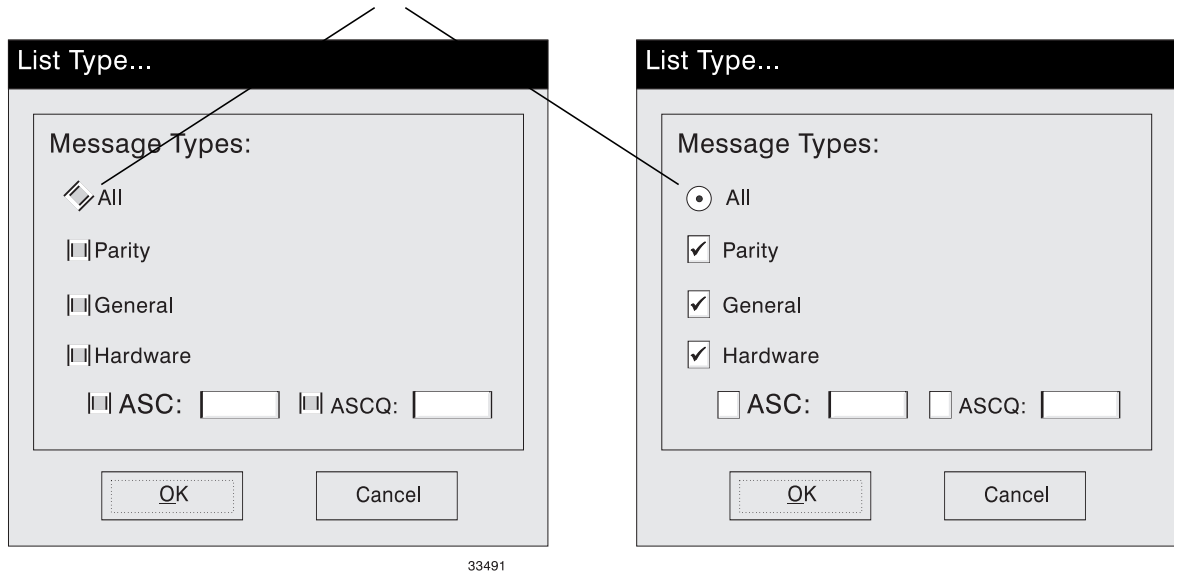 List Type...
Message Types:
All
Parity
General
Hardware
ASC: ASCQ:
OK Cancel
33491
List Type...
Message Types:
All
Parity
General
Hardware
ASC: ASCQ:
OK Cancel